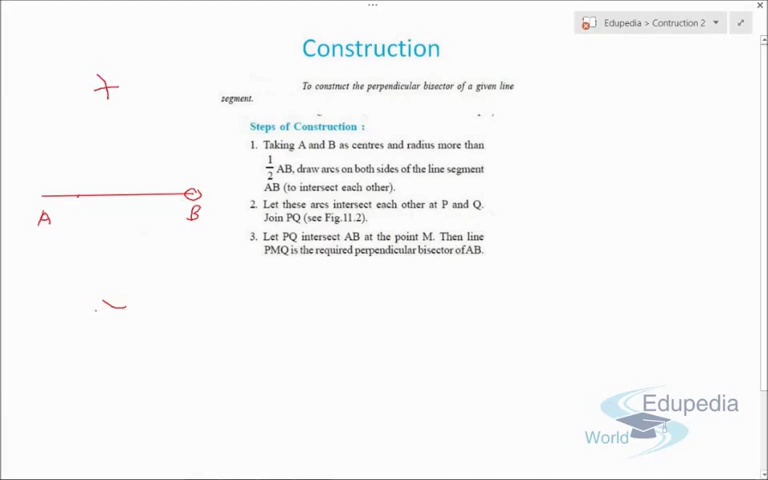 Edupedia > Contruction 2
Construction
To construct the perpendicular bisector of a given line
segment.
Steps of Construction :
1. Taking A and B as centres and radius more than
1/2 AB, draw arcs on both sides of the line segment
AB (to intersect each other).
2. Let these arcs intersect each other at P and Q.
Join PQ (see Fig.11.2).
3. Let PQ intersect AB at the point M. Then line
PMQ is the required perpendicular bisector of AB.
A B
Edupedia
World